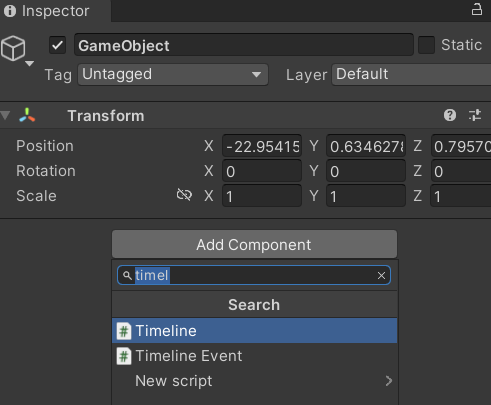 Inspector
GameObject
Static
Tag Untagged Layer Default
Transform
Position X -22.95415 Y 0.6346278 Z 0.79570
Rotation X 0 Y 0 Z 0
Scale X 1 Y 1 Z 1
Add Component
timel
Search
# Timeline
# Timeline Event
New script